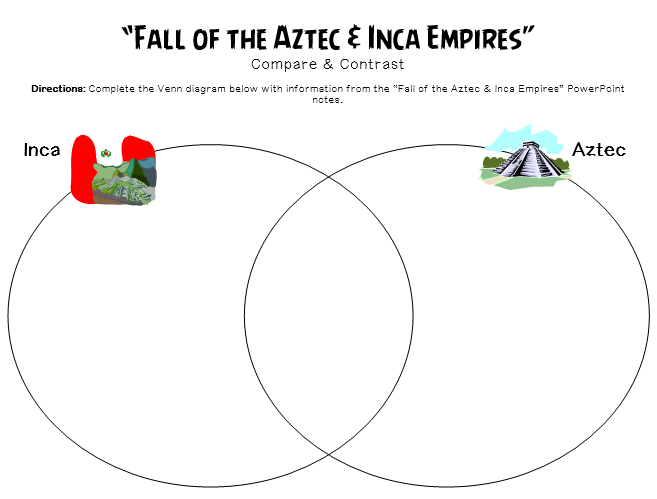 “Fall of the Aztec & Inca Empires”
Compare & Contrast
Directions: Complete the Venn diagram below with information from the “Fall of the Aztec & Inca Empires” PowerPoint
notes.
Inca
Aztec